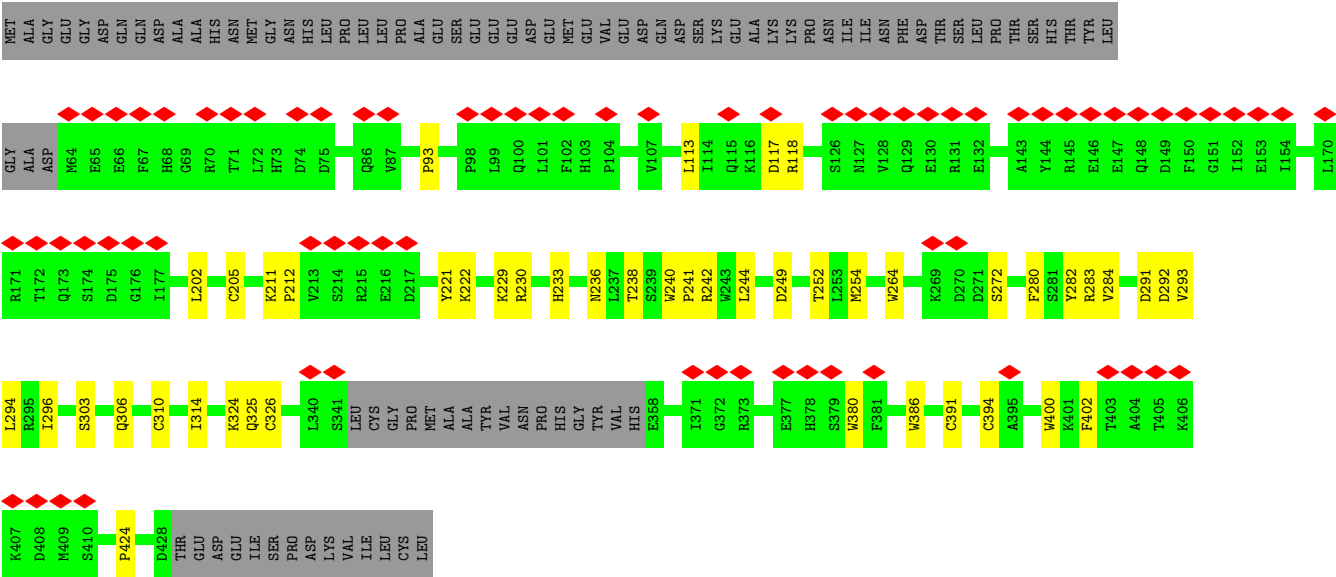 MET ALA GLY GLU GLY ASP GLN GLN ASP ALA ALA HIS ASN MET GLY ASN HIS LEU PRO LEU LEU PRO ALA GLU SER GLU GLU GLU ASP GLU MET GLU VAL GLU ASP GLN ASP SER LYS GLU ALA LYS LYS PRO ASN ILE ILE ASN PHE ASP THR SER LEU PRO THR SER HIS THR TYR LEU
GLY ALA ASP M64 E65 E66 F67 H68 G69 R70 T71 L72 H73 D74 D75 Q86 V87 P93 P98 L99 Q100 L101 F102 H103 P104 V107 L113 I114 Q115 K116 D117 R118 S126 N127 V128 Q129 E130 R131 E132 A143 Y144 R145 E146 E147 Q148 D149 F150 G151 I152 E153 I154 L170
R171 T172 Q173 S174 D175 G176 I177 L202 C205 K211 P212 V213 S214 R215 E216 D217 Y221 K222 K229 R230 H233 N236 L237 T238 S239 W240 P241 R242 W243 L244 D249 T252 L253 M254 W264 K269 D270 D271 S272 F280 S281 Y282 R283 V284 D291 D292 V293
L294 R295 I296 S303 Q306 C310 I314 K324 Q325 C326 L340 S341 LEU CYS GLY PRO MET ALA ALA TYR VAL ASN PRO HIS GLY TYR VAL HIS E358 I371 G372 R373 E377 H378 S379 W380 F381 W386 C391 C394 A395 W400 K401 F402 T403 A404 T405 K406
K407 D408 M409 S410 P424 D428 THR GLU ASP GLU ILE SER PRO ASP LYS VAL ILE LEU CYS LEU